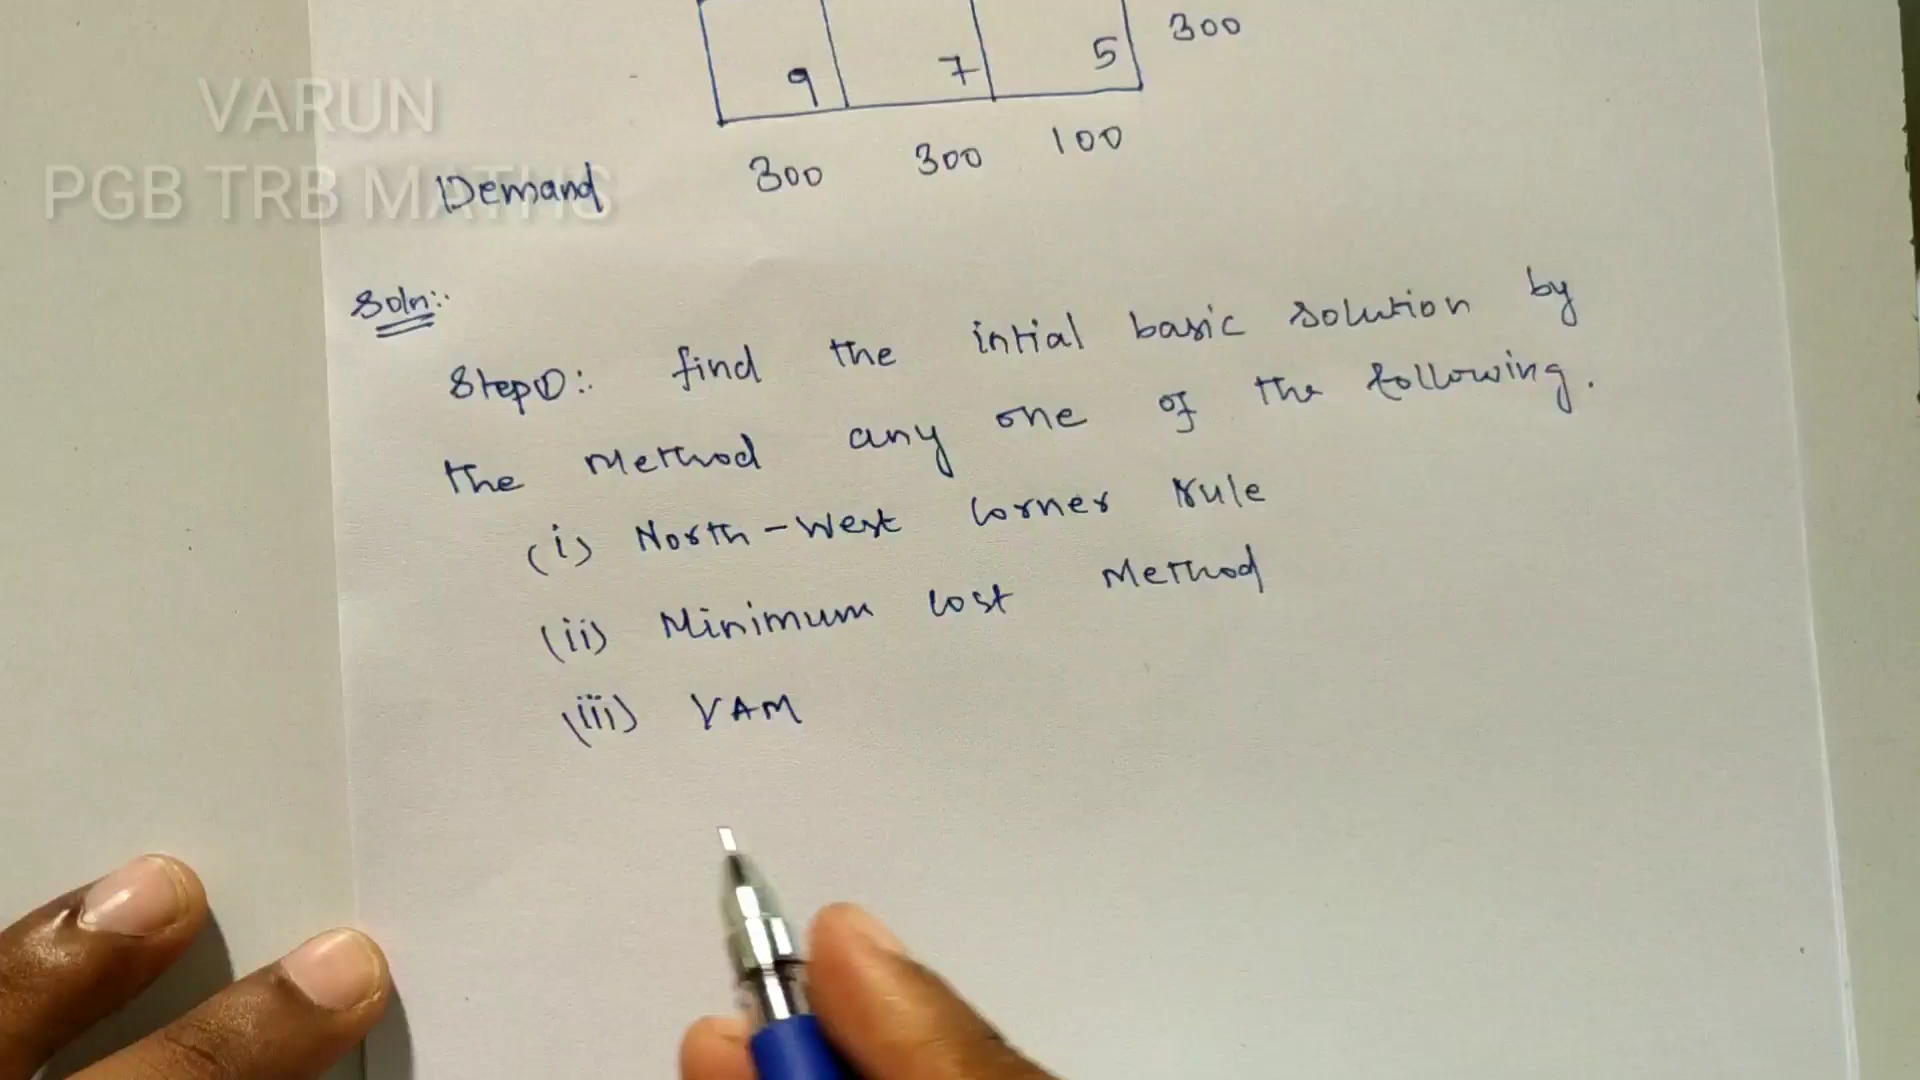 9 7 5 300
VARUN
PGB TRB MATHS
Demand 300 300 100
Soln:.
Step①:. find the intial basic solution by
the Method any one of the following.
(i) North-West Corner Rule
(ii) Minimum Cost Method
(iii) VAM